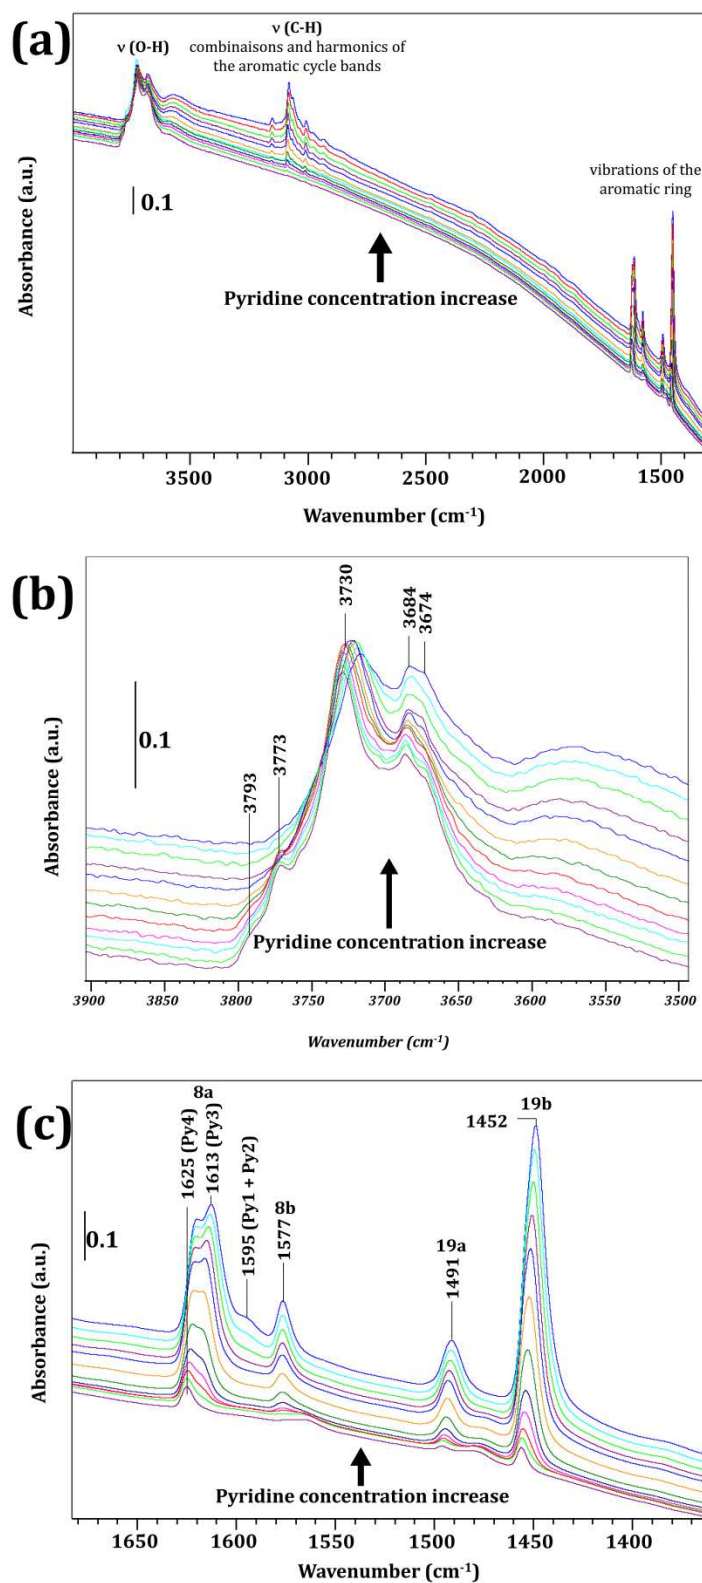 (a)
ν (O-H)
ν (C-H)
combinaisons and harmonics of
the aromatic cycle bands
vibrations of the
aromatic ring
0.1
Pyridine concentration increase
Absorbance (a.u.)
3500 3000 2500 2000 1500
Wavenumber (cm-1)
(b)
3730
3684
3674
3773
3793
0.1
Pyridine concentration increase
Absorbance (a.u.)
3900 3850 3800 3750 3700 3650 3600 3550 3500
Wavenumber (cm-1)
(c)
8a
19b
1452
1625 (Py4)
1613 (Py3)
1595 (Py1 + Py2)
8b
1577
19a
1491
0.1
Pyridine concentration increase
Absorbance (a.u.)
1650 1600 1550 1500 1450 1400
Wavenumber (cm-1)